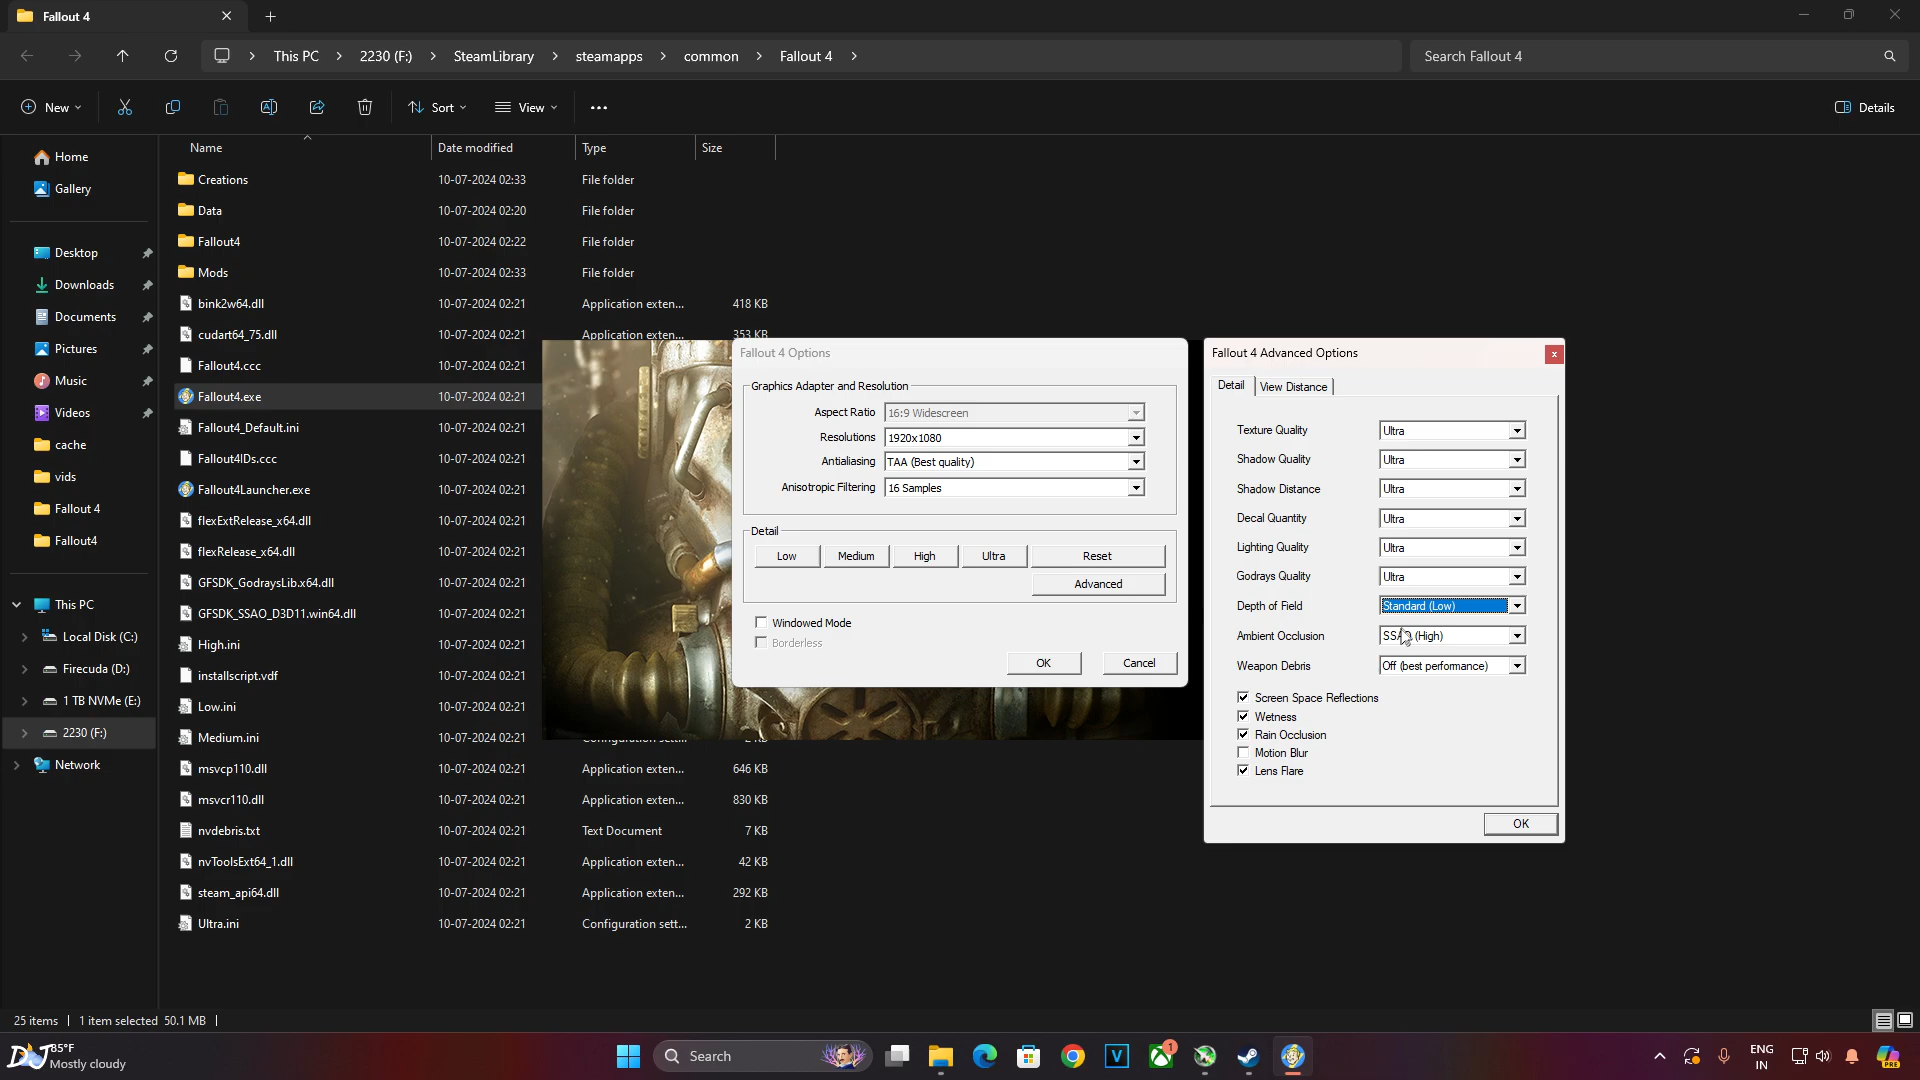 Fallout 4
This PC > 2230 (F:) > SteamLibrary > steamapps > common > Fallout 4 >
Search Fallout 4
New
Sort
View
Details
Home
Gallery
Desktop
Downloads
Documents
Pictures
Music
Videos
cache
vids
Fallout 4
Fallout4
This PC
Local Disk (C:)
Firecuda (D:)
1 TB NVMe (E:)
2230 (F:)
Network
Name Date modified Type Size
Creations 10-07-2024 02:33 File folder
Data 10-07-2024 02:20 File folder
Fallout4 10-07-2024 02:22 File folder
Mods 10-07-2024 02:33 File folder
bink2w64.dll 10-07-2024 02:21 Application exten... 418 KB
cudart64_75.dll 10-07-2024 02:21 Application exten... 353 KB
Fallout4.ccc 10-07-2024 02:21
Fallout4.exe 10-07-2024 02:21
Fallout4_Default.ini 10-07-2024 02:21
Fallout4IDs.ccc 10-07-2024 02:21
Fallout4Launcher.exe 10-07-2024 02:21
flexExtRelease_x64.dll 10-07-2024 02:21
flexRelease_x64.dll 10-07-2024 02:21
GFSDK_GodraysLib.x64.dll 10-07-2024 02:21
GFSDK_SSAO_D3D11.win64.dll 10-07-2024 02:21
High.ini 10-07-2024 02:21
installscript.vdf 10-07-2024 02:21
Low.ini 10-07-2024 02:21
Medium.ini 10-07-2024 02:21
msvcp110.dll 10-07-2024 02:21 Application exten... 646 KB
msvcr110.dll 10-07-2024 02:21 Application exten... 830 KB
nvdebris.txt 10-07-2024 02:21 Text Document 7 KB
nvToolsExt64_1.dll 10-07-2024 02:21 Application exten... 42 KB
steam_api64.dll 10-07-2024 02:21 Application exten... 292 KB
Ultra.ini 10-07-2024 02:21 Configuration sett... 2 KB
Fallout 4 Options
Graphics Adapter and Resolution
Aspect Ratio 16:9 Widescreen
Resolutions 1920x1080
Antialiasing TAA (Best quality)
Anisotropic Filtering 16 Samples
Detail
Low Medium High Ultra Reset
Advanced
Windowed Mode
Borderless
OK Cancel
Fallout 4 Advanced Options
x
Detail View Distance
Texture Quality Ultra
Shadow Quality Ultra
Shadow Distance Ultra
Decal Quantity Ultra
Lighting Quality Ultra
Godrays Quality Ultra
Depth of Field Standard (Low)
Ambient Occlusion (High)
Weapon Debris Off (best performance)
Screen Space Reflections
Wetness
Rain Occlusion
Motion Blur
Lens Flare
OK
25 items | 1 item selected 50.1 MB |
DJ
85°F
Mostly cloudy
Search
V
1
ENG
IN
PRE